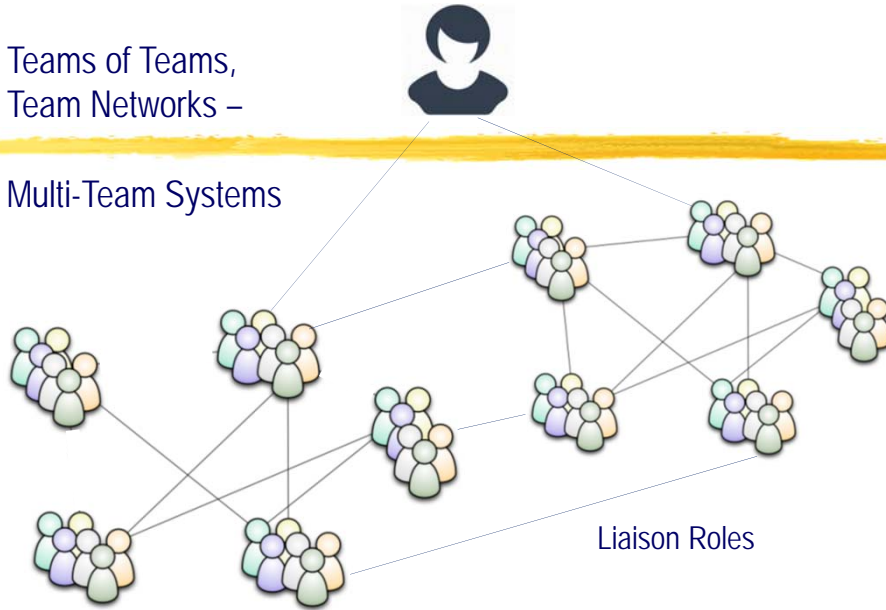 Teams of Teams,
Team Networks –
Multi-Team Systems
Liaison Roles